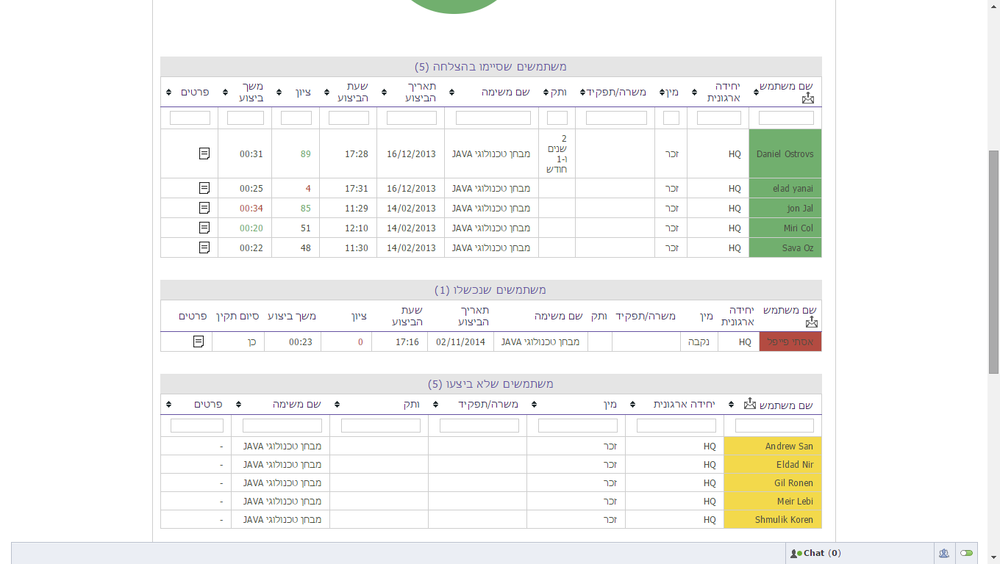 משתמשים שסיימו בהצלחה (5)
שם משתמש יחידה ארגונית מין משרה/תפקיד ותק שם משימה תאריך הביצוע שעת הביצוע ציון משך ביצוע פרטים
Daniel Ostrovs HQ זכר 2 שנים ו-1 חודש מבחן טכנולוגי JAVA 16/12/2013 17:28 89 00:31
elad yanai HQ זכר מבחן טכנולוגי JAVA 16/12/2013 17:31 4 00:25
jon Jal HQ זכר מבחן טכנולוגי JAVA 14/02/2013 11:29 85 00:34
Miri Col HQ זכר מבחן טכנולוגי JAVA 14/02/2013 12:10 51 00:20
Sava Oz HQ זכר מבחן טכנולוגי JAVA 14/02/2013 11:30 48 00:22
משתמשים שנכשלו (1)
שם משתמש יחידה ארגונית מין משרה/תפקיד ותק שם משימה תאריך הביצוע שעת הביצוע ציון משך ביצוע סיום תקין פרטים
אסתי פייפל HQ נקבה מבחן טכנולוגי JAVA 02/11/2014 17:16 0 00:23 כן
משתמשים שלא ביצעו (5)
שם משתמש יחידה ארגונית מין משרה/תפקיד ותק שם משימה פרטים
Andrew San HQ זכר מבחן טכנולוגי JAVA -
Eldad Nir HQ זכר מבחן טכנולוגי JAVA -
Gil Ronen HQ זכר מבחן טכנולוגי JAVA -
Meir Lebi HQ זכר מבחן טכנולוגי JAVA -
Shmulik Koren HQ זכר מבחן טכנולוגי JAVA -
Chat (0)